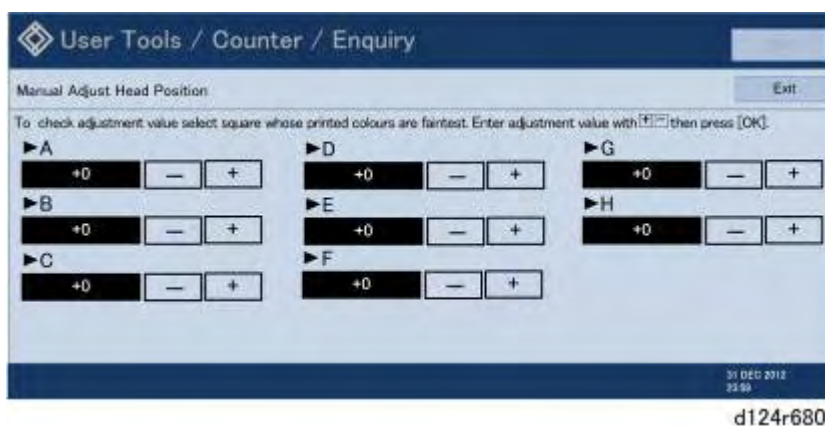 User Tools / Counter / Enquiry
Manual Adjust Head Position
Exit
To check adjustment value select square whose printed colours are faintest. Enter adjustment value with + - then press [OK].
►A
+0 — +
►B
+0 — +
►C
+0 — +
►D
+0 — +
►E
+0 — +
►F
+0 — +
►G
+0 — +
►H
+0 — +
31 DEC 2012
23:59
d124r680